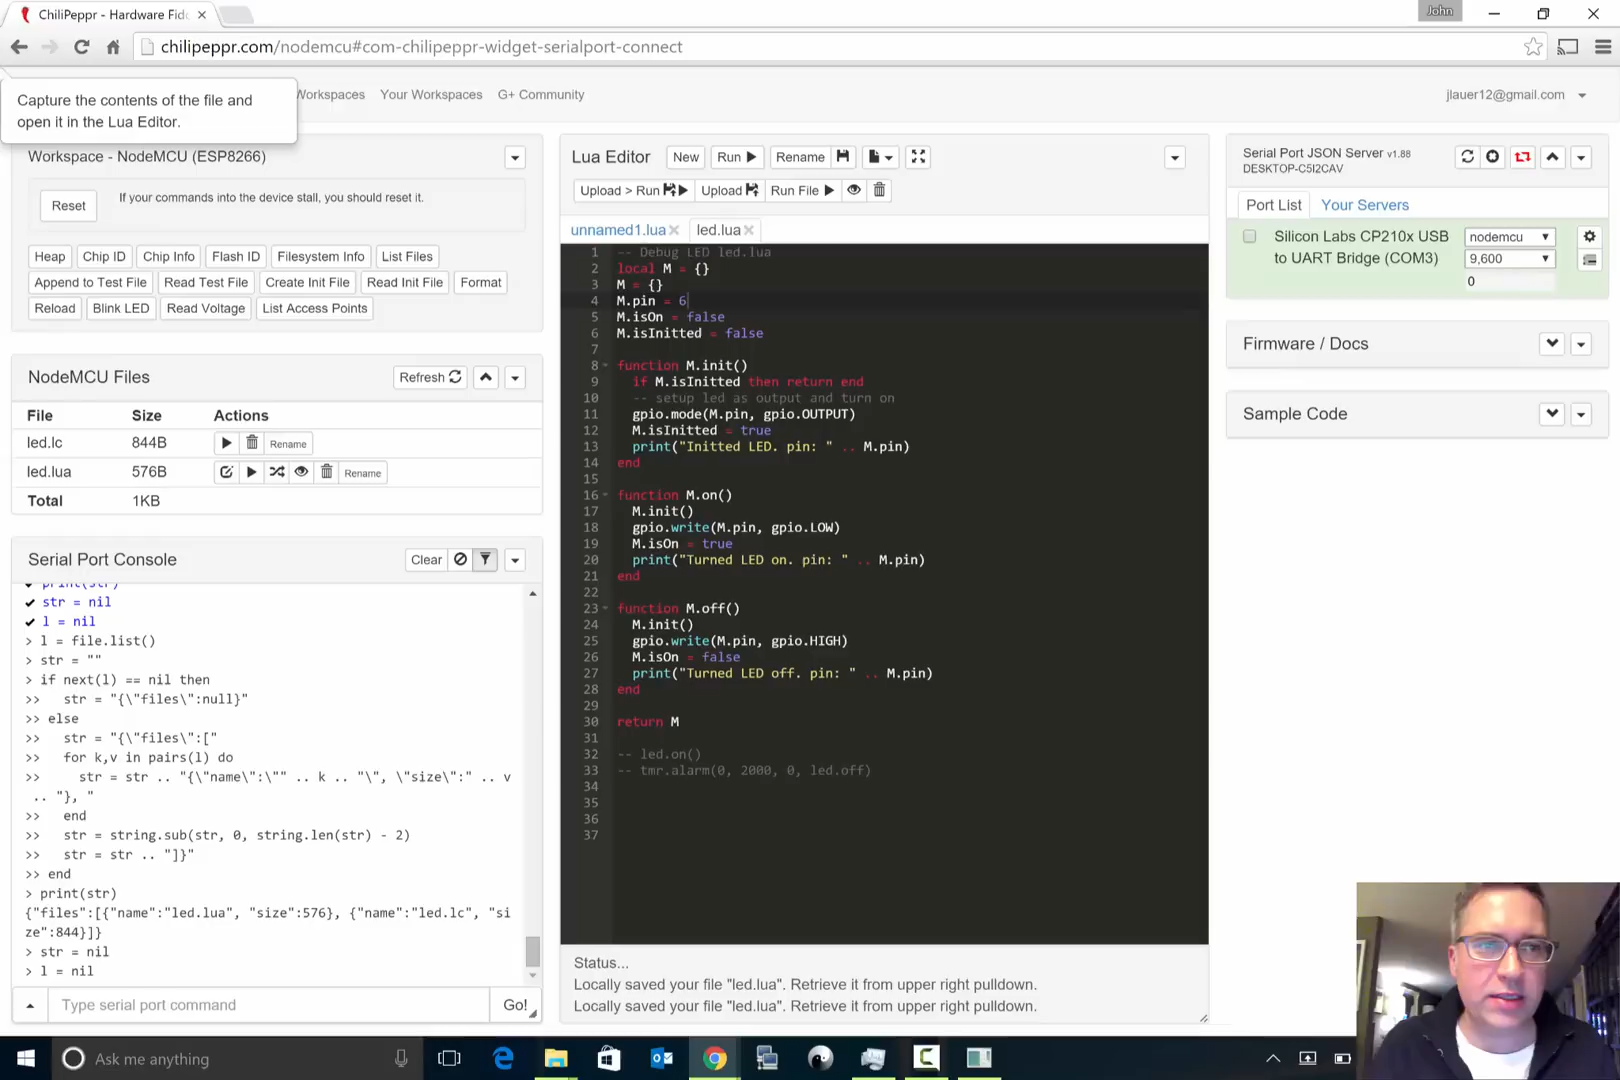 ChiliPeppr - Hardware Fid
John
chilipeppr.com/nodemcu#com-chilipeppr-widget-serialport-connect
Capture the contents of the file and
open it in the Lua Editor.
Workspaces Your Workspaces G+ Community
jlauer12@gmail.com
Workspace - NodeMCU (ESP8266)
Reset
If your commands into the device stall, you should reset it.
Heap Chip ID Chip Info Flash ID Filesystem Info List Files
Append to Test File Read Test File Create Init File Read Init File Format
Reload Blink LED Read Voltage List Access Points
NodeMCU Files
Refresh
File Size Actions
led.lc 844B Rename
led.lua 576B Rename
Total 1KB
Serial Port Console
Clear
print(str)
str = nil
l = nil
> l = file.list()
> str = ""
> if next(l) == nil then
>> str = "{\"files\":null}"
>> else
>> str = "{\"files\":["
>> for k,v in pairs(l) do
>> str = str .. "{\"name\":\"" .. k .. "\", \"size\":" .. v
.. "}, "
>> end
>> str = string.sub(str, 0, string.len(str) - 2)
>> str = str .. "]}"
>> end
> print(str)
{"files":[{"name":"led.lua", "size":576}, {"name":"led.lc", "si
ze":844}]}
> str = nil
> l = nil
Type serial port command
Go!
Lua Editor
New Run Rename
Upload > Run Upload Run File
unnamed1.lua led.lua
1 -- Debug LED led.lua
2 local M = {}
3 M = {}
4 M.pin = 6
5 M.isOn = false
6 M.isInitted = false
7
8 function M.init()
9 if M.isInitted then return end
10 -- setup led as output and turn on
11 gpio.mode(M.pin, gpio.OUTPUT)
12 M.isInitted = true
13 print("Initted LED. pin: " .. M.pin)
14 end
15
16 function M.on()
17 M.init()
18 gpio.write(M.pin, gpio.LOW)
19 M.isOn = true
20 print("Turned LED on. pin: " .. M.pin)
21 end
22
23 function M.off()
24 M.init()
25 gpio.write(M.pin, gpio.HIGH)
26 M.isOn = false
27 print("Turned LED off. pin: " .. M.pin)
28 end
29
30 return M
31
32 -- led.on()
33 -- tmr.alarm(0, 2000, 0, led.off)
34
35
36
37
Status...
Locally saved your file "led.lua". Retrieve it from upper right pulldown.
Locally saved your file "led.lua". Retrieve it from upper right pulldown.
Serial Port JSON Server v1.88
DESKTOP-C5I2CAV
Port List Your Servers
Silicon Labs CP210x USB
to UART Bridge (COM3)
nodemcu
9,600
0
Firmware / Docs
Sample Code
Ask me anything